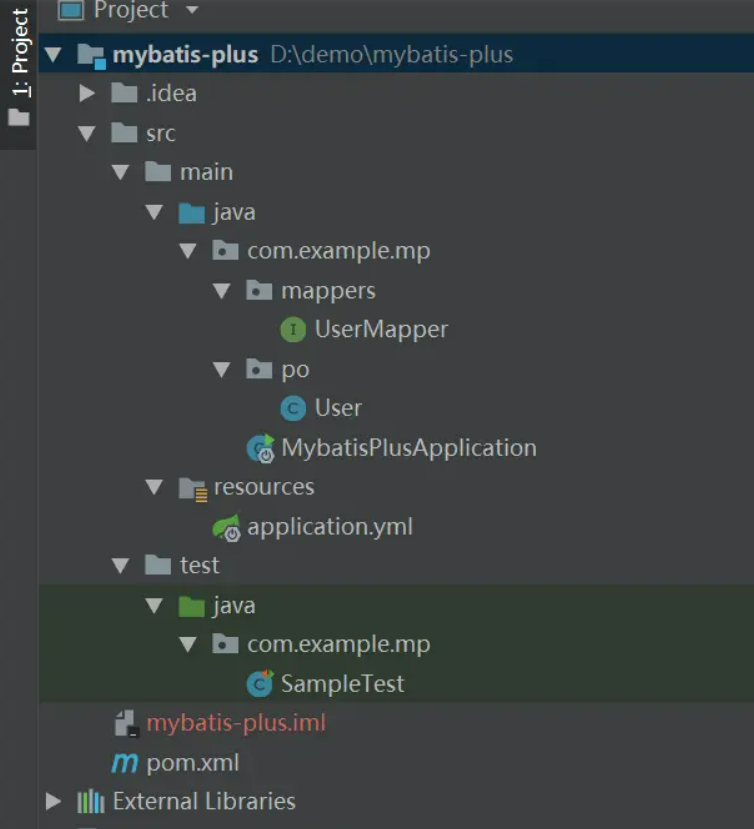 Project
1: Project
mybatis-plus D:\demo\mybatis-plus
.idea
src
main
java
com.example.mp
mappers
I UserMapper
po
C User
C MybatisPlusApplication
resources
application.yml
test
java
com.example.mp
C SampleTest
mybatis-plus.iml
m pom.xml
External Libraries